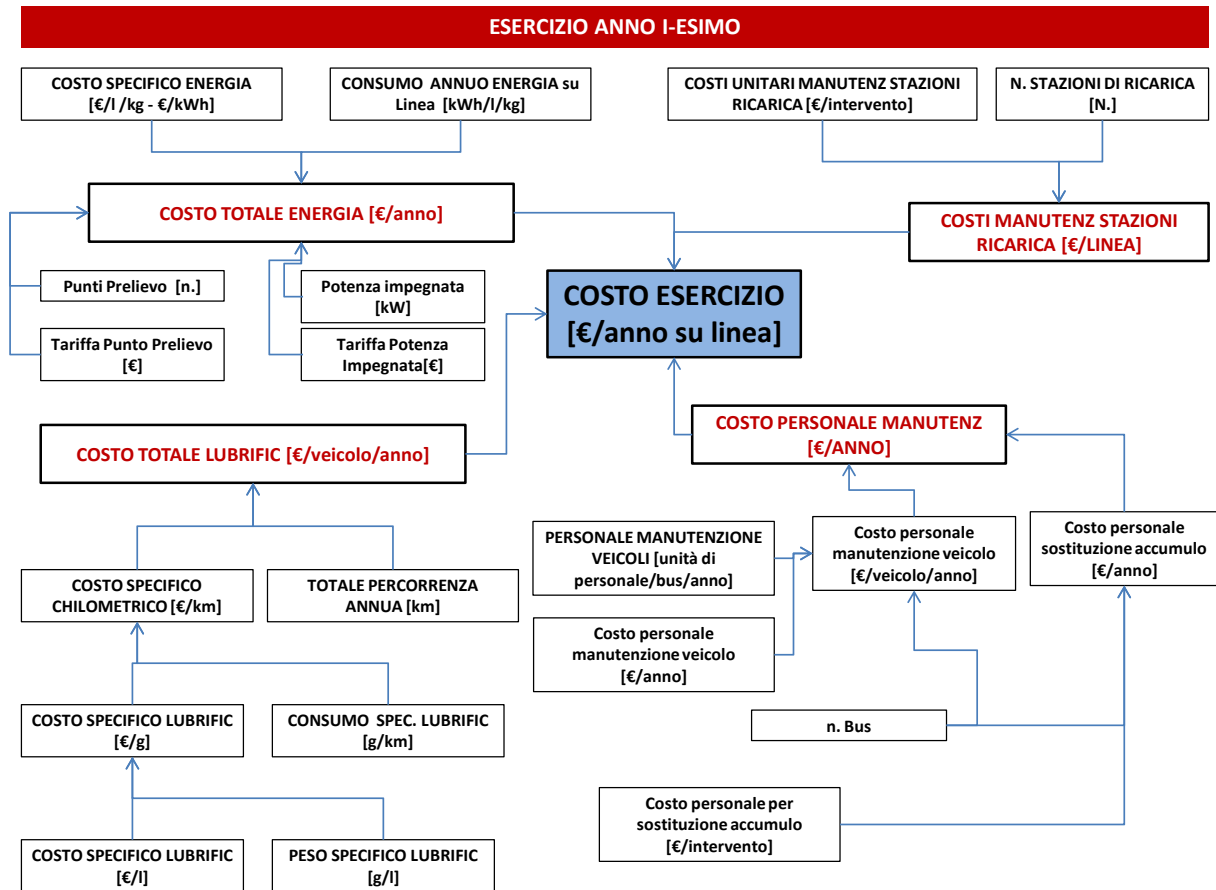 ESERCIZIO ANNO I-ESIMO
COSTO SPECIFICO ENERGIA
[€/l /kg - €/kWh]
CONSUMO ANNUO ENERGIA su
Linea [kWh/l/kg]
COSTI UNITARI MANUTENZ STAZIONI
RICARICA [€/intervento]
N. STAZIONI DI RICARICA
[N.]
COSTO TOTALE ENERGIA [€/anno]
COSTI MANUTENZ STAZIONI
RICARICA [€/LINEA]
Punti Prelievo [n.]
Potenza impegnata
[kW]
COSTO ESERCIZIO
[€/anno su linea]
Tariffa Punto Prelievo
[€]
Tariffa Potenza
Impegnata[€]
COSTO PERSONALE MANUTENZ
[€/ANNO]
COSTO TOTALE LUBRIFIC [€/veicolo/anno]
PERSONALE MANUTENZIONE
VEICOLI [unità di
personale/bus/anno]
Costo personale
manutenzione veicolo
[€/veicolo/anno]
Costo personale
sostituzione accumulo
[€/anno]
COSTO SPECIFICO
CHILOMETRICO [€/km]
TOTALE PERCORRENZA
ANNUA [km]
Costo personale
manutenzione veicolo
[€/anno]
COSTO SPECIFICO LUBRIFIC
[€/g]
CONSUMO SPEC. LUBRIFIC
[g/km]
n. Bus
Costo personale per
sostituzione accumulo
[€/intervento]
COSTO SPECIFICO LUBRIFIC
[€/l]
PESO SPECIFICO LUBRIFIC
[g/l]